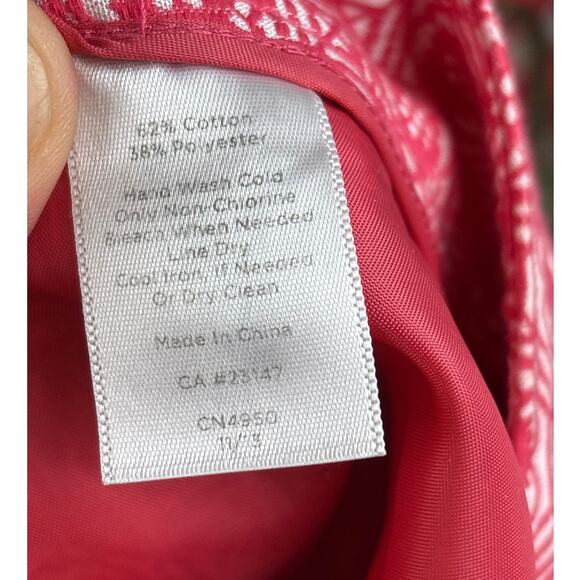 62% Cotton
38% Polyester
Hand Wash Cold
Only Non-Chlorine
Bleach When Needed
Line Dry
Cool Iron, If Needed
Or Dry Clean
Made In China
CA #23147
CN4950
11/13